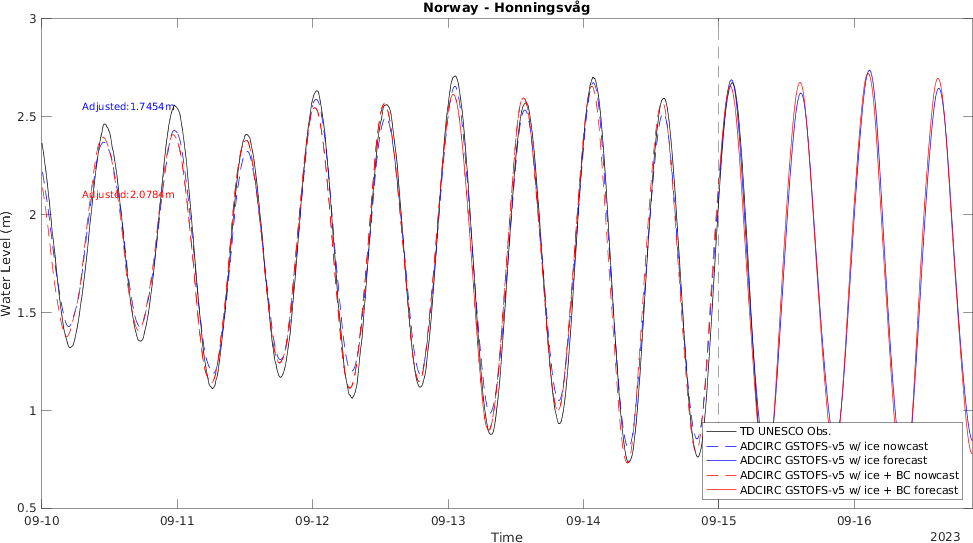 Norway - Honningsvåg
3
2.5
2
1.5
1
0.5
Water Level (m)
Adjusted:1.7454m
Adjusted:2.0784m
TD UNESCO Obs.
ADCIRC GSTOFS-v5 w/ ice nowcast
ADCIRC GSTOFS-v5 w/ ice forecast
ADCIRC GSTOFS-v5 w/ ice + BC nowcast
ADCIRC GSTOFS-v5 w/ ice + BC forecast
09-10 09-11 09-12 09-13 09-14 09-15 09-16
Time
2023